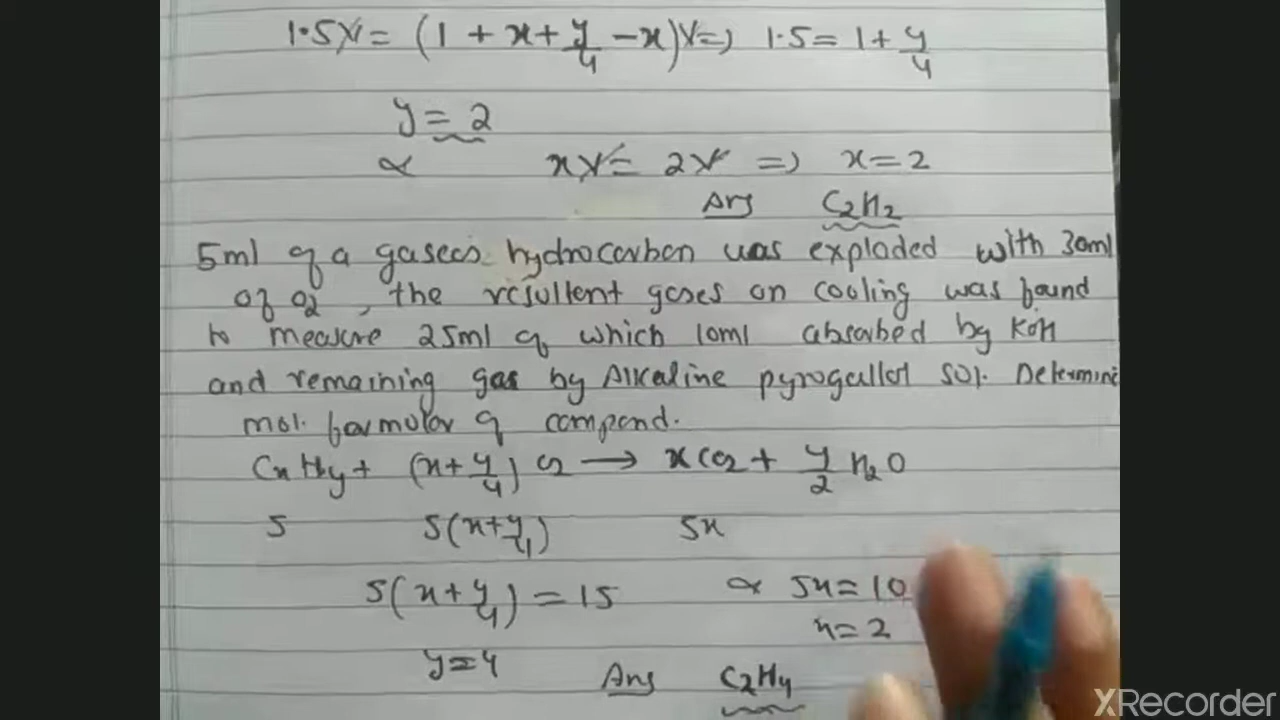 1.5V = (1 + x + y/4 - x)V => 1.5 = 1 + y/4
y = 2
& xV = 2V => x = 2
Ans C2H2
5ml of a gaseos hydrocarbon was exploded with 30ml
of O2, the resullent gases on cooling was found
to measure 25ml of which 10ml absorbed by KOH
and remaining gas by Alkaline pyrogallol sol. Determine
mol. formular of compond.
CxHy + (x + y/4) O2 → x CO2 + y/2 H2O
5 5(x + y/4) 5x
5(x + y/4) = 15 & 5x = 10
x = 2
y = 4 Ans C2H4
XRecorder